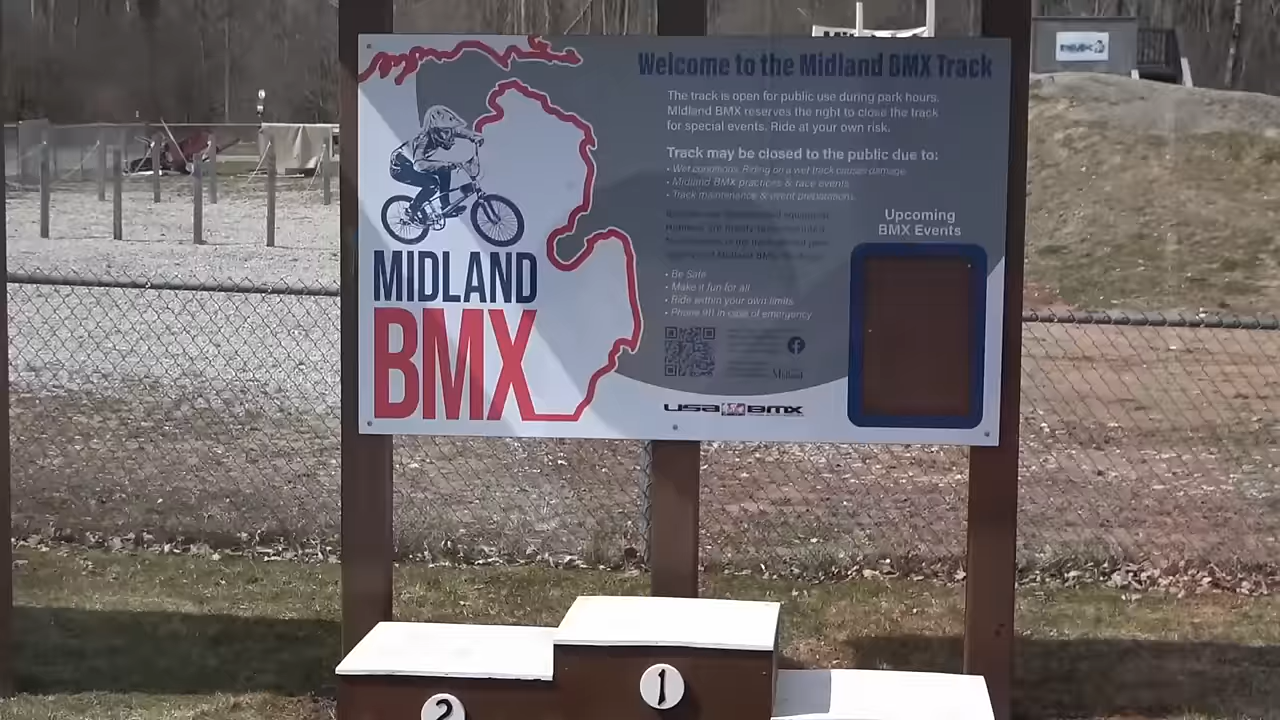 Welcome to the Midland BMX Track
The track is open for public use during park hours.
Midland BMX reserves the right to close the track
for special events. Ride at your own risk.
Track may be closed to the public due to:
• Wet conditions. Riding on a wet track causes damage.
• Midland BMX practices & race events
• Track maintenance & event preparations.
Upcoming
BMX Events
MIDLAND
BMX
• Be Safe
• Make it fun for all
• Ride within your own limits
• Phone 911 in case of emergency
Midland
USA BMX
2
1